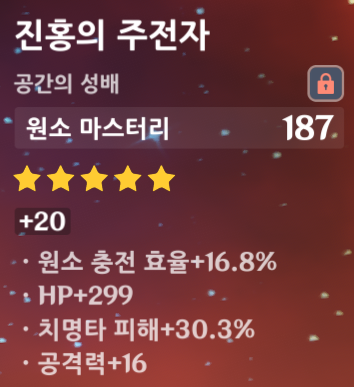 진홍의 주전자
공간의 성배
원소 마스터리 187
+20
· 원소 충전 효율+16.8%
· HP+299
· 치명타 피해+30.3%
· 공격력+16